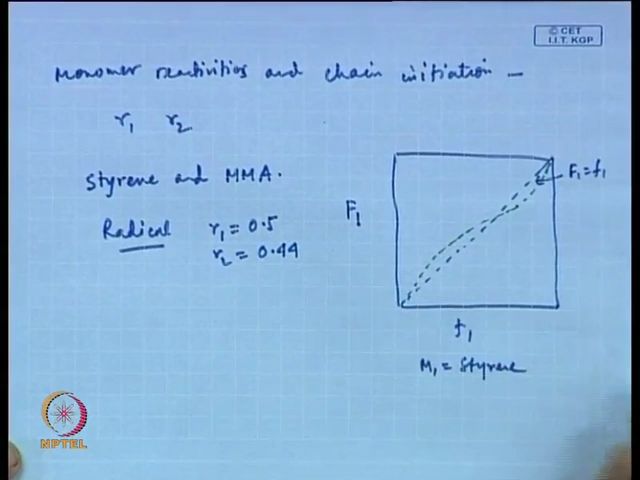 © CET
I.I.T. KGP
Monomer reactivities and chain initiation –
r₁ r₂
Styrene and MMA.
Radical r₁ = 0.5
r₂ = 0.44
F₁
F₁ = f₁
f₁
M₁ = Styrene
NPTEL